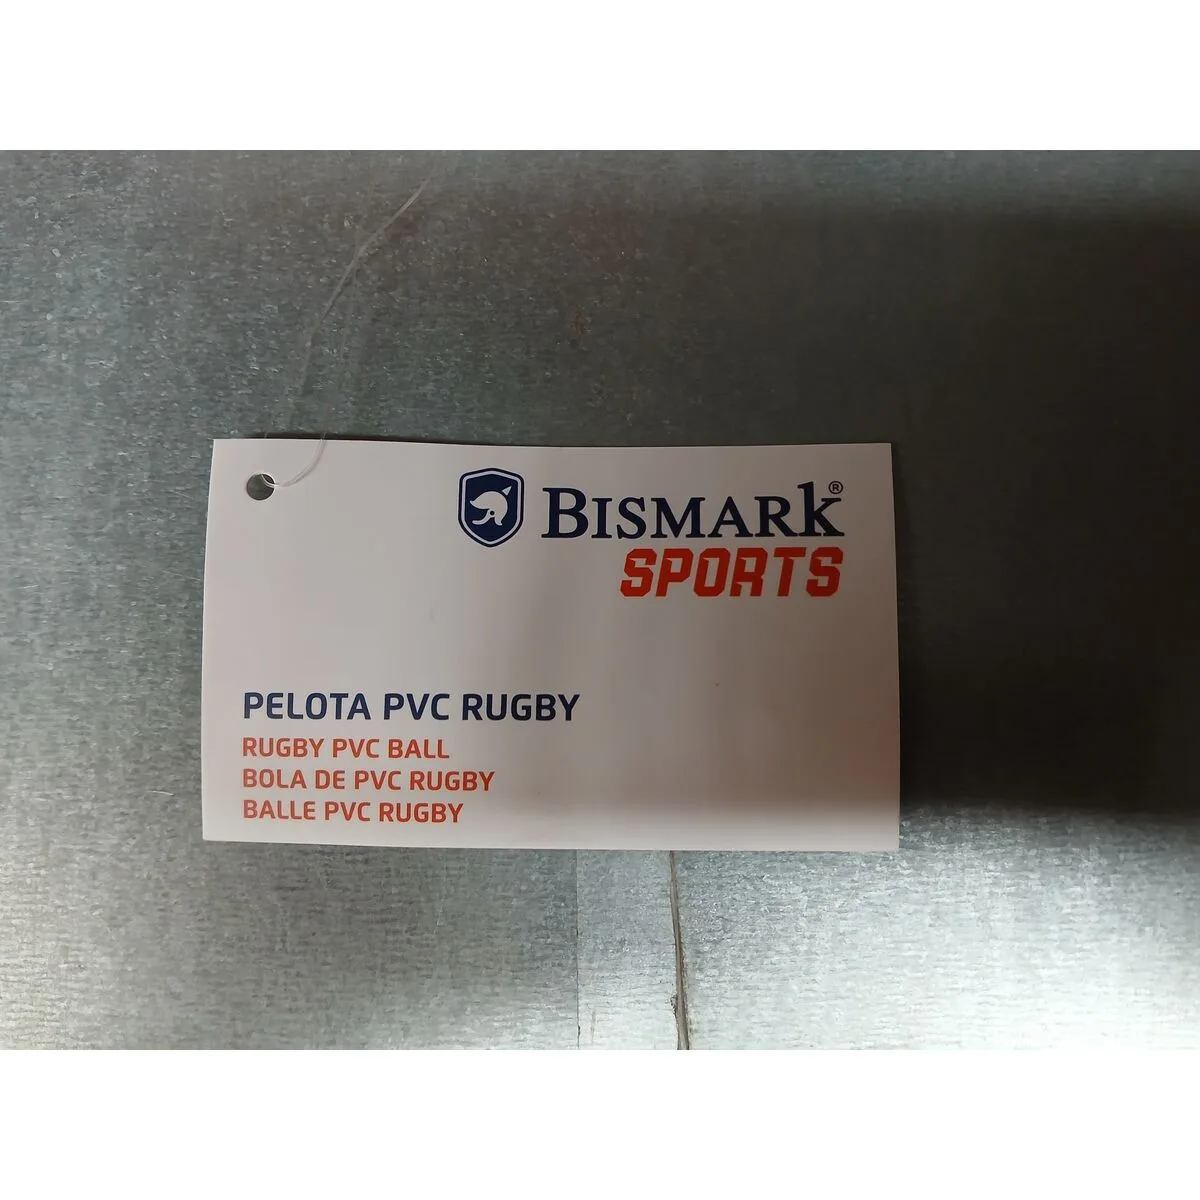 BISMARK®
SPORTS
PELOTA PVC RUGBY
RUGBY PVC BALL
BOLA DE PVC RUGBY
BALLE PVC RUGBY